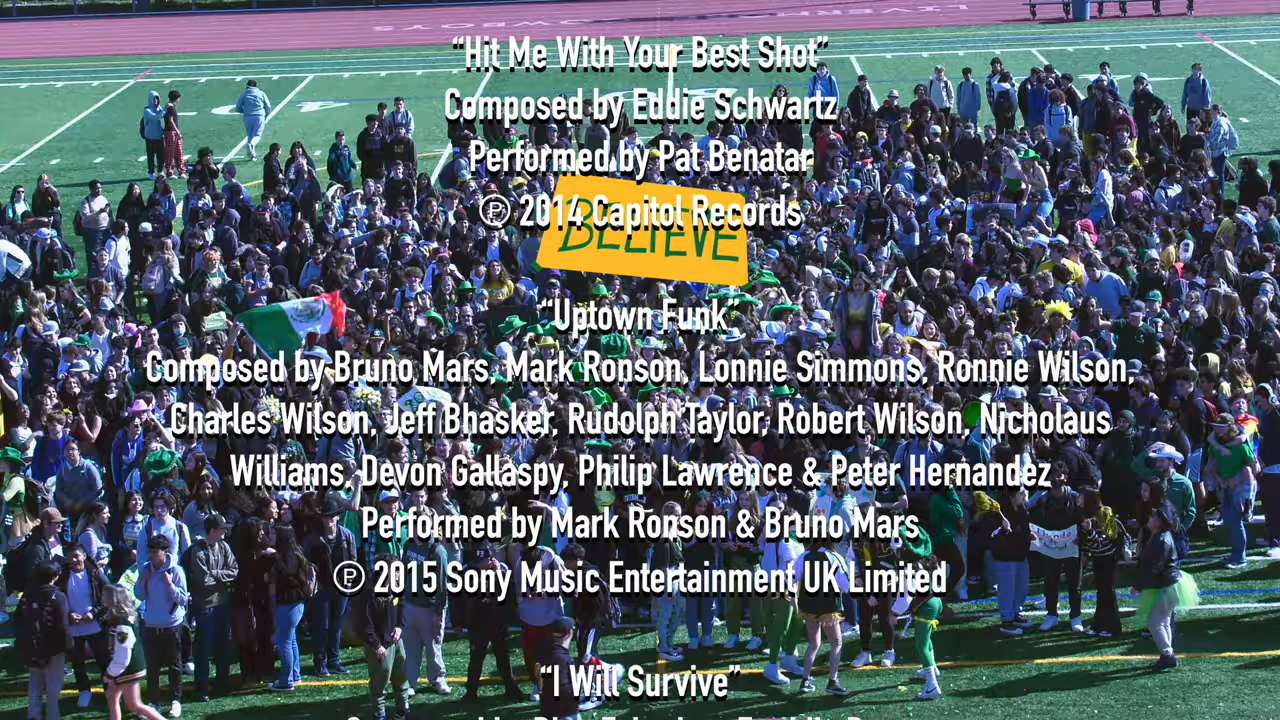 LIVERMORE COWBOYS
“Hit Me With Your Best Shot”
Composed by Eddie Schwartz
Performed by Pat Benatar
℗ 2014 Capitol Records
BELIEVE
“Uptown Funk”
Composed by Bruno Mars, Mark Ronson, Lonnie Simmons, Ronnie Wilson,
Charles Wilson, Jeff Bhasker, Rudolph Taylor, Robert Wilson, Nicholaus
Williams, Devon Gallaspy, Philip Lawrence & Peter Hernandez
Performed by Mark Ronson & Bruno Mars
℗ 2015 Sony Music Entertainment UK Limited
“I Will Survive”